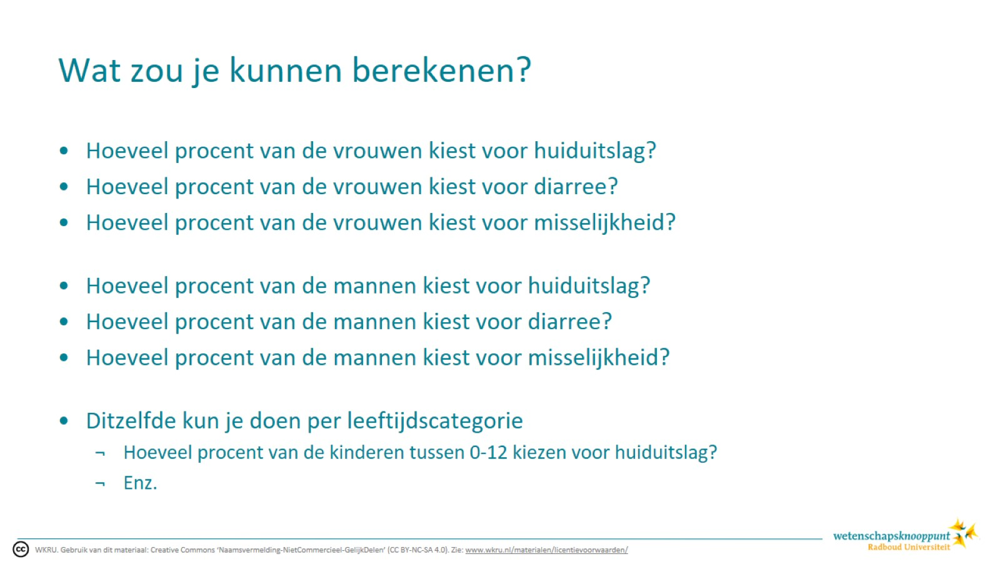 Wat zou je kunnen berekenen?
• Hoeveel procent van de vrouwen kiest voor huiduitslag?
• Hoeveel procent van de vrouwen kiest voor diarree?
• Hoeveel procent van de vrouwen kiest voor misselijkheid?
• Hoeveel procent van de mannen kiest voor huiduitslag?
• Hoeveel procent van de mannen kiest voor diarree?
• Hoeveel procent van de mannen kiest voor misselijkheid?
• Ditzelfde kun je doen per leeftijdscategorie
¬ Hoeveel procent van de kinderen tussen 0-12 kiezen voor huiduitslag?
¬ Enz.
wetenschapsknooppunt
Radboud Universiteit
cc WKRU. Gebruik van dit materiaal: Creative Commons ‘Naamsvermelding-NietCommercieel-GelijkDelen’ (CC BY-NC-SA 4.0). Zie: www.wkru.nl/materialen/licentievoorwaarden/